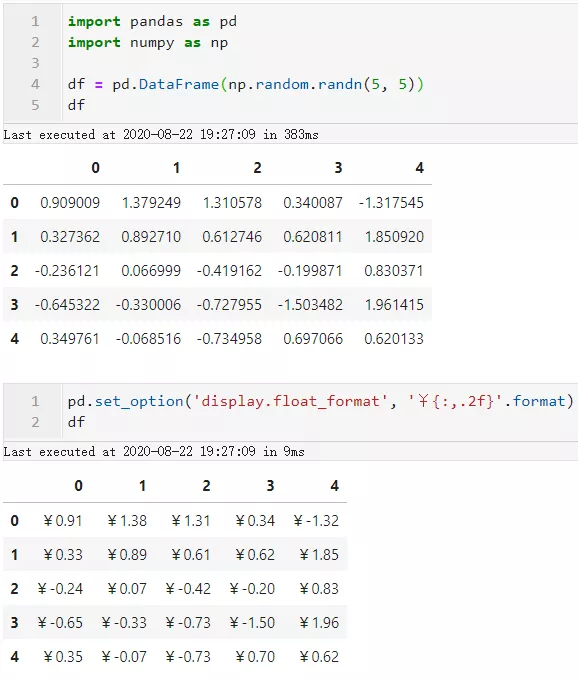 1 import pandas as pd
2 import numpy as np
3
4 df = pd.DataFrame(np.random.randn(5, 5))
5 df
Last executed at 2020-08-22 19:27:09 in 383ms
0 1 2 3 4
0 0.909009 1.379249 1.310578 0.340087 -1.317545
1 0.327362 0.892710 0.612746 0.620811 1.850920
2 -0.236121 0.066999 -0.419162 -0.199871 0.830371
3 -0.645322 -0.330006 -0.727955 -1.503482 1.961415
4 0.349761 -0.068516 -0.734958 0.697066 0.620133
1 pd.set_option('display.float_format', '￥{:,.2f}'.format)
2 df
Last executed at 2020-08-22 19:27:09 in 9ms
0 1 2 3 4
0 ￥0.91 ￥1.38 ￥1.31 ￥0.34 ￥-1.32
1 ￥0.33 ￥0.89 ￥0.61 ￥0.62 ￥1.85
2 ￥-0.24 ￥0.07 ￥-0.42 ￥-0.20 ￥0.83
3 ￥-0.65 ￥-0.33 ￥-0.73 ￥-1.50 ￥1.96
4 ￥0.35 ￥-0.07 ￥-0.73 ￥0.70 ￥0.62